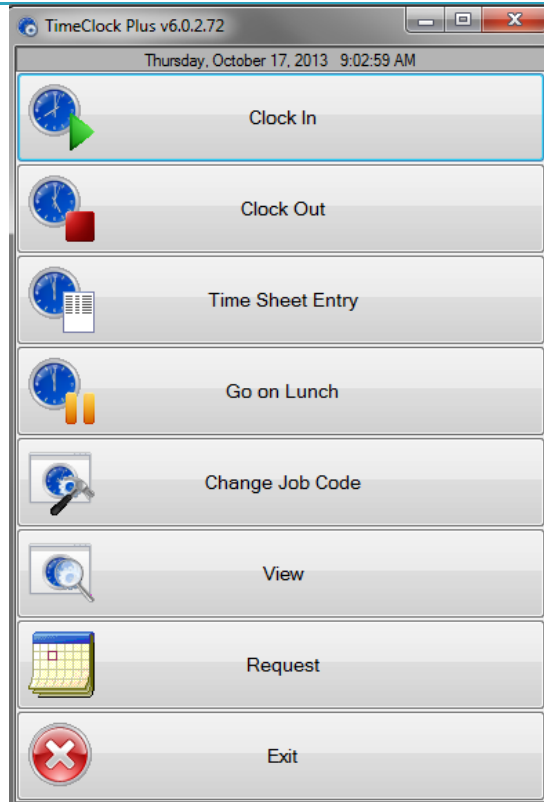 TimeClock Plus v6.0.2.72
Thursday, October 17, 2013 9:02:59 AM
Clock In
Clock Out
Time Sheet Entry
Go on Lunch
Change Job Code
View
Request
Exit